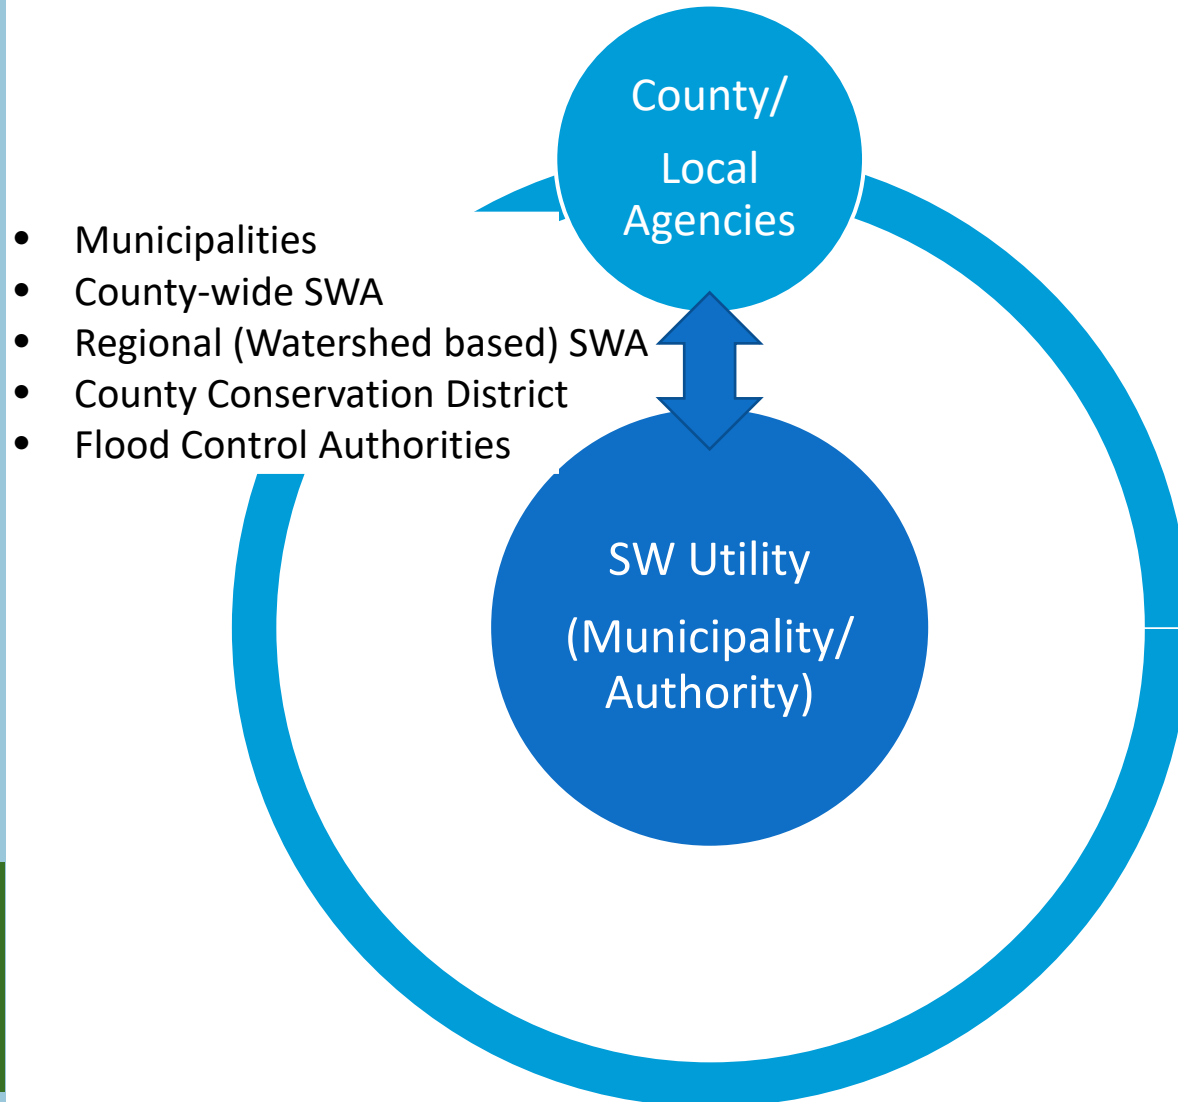 County/
Local
Agencies
• Municipalities
• County-wide SWA
• Regional (Watershed based) SWA
• County Conservation District
• Flood Control Authorities
SW Utility
(Municipality/
Authority)